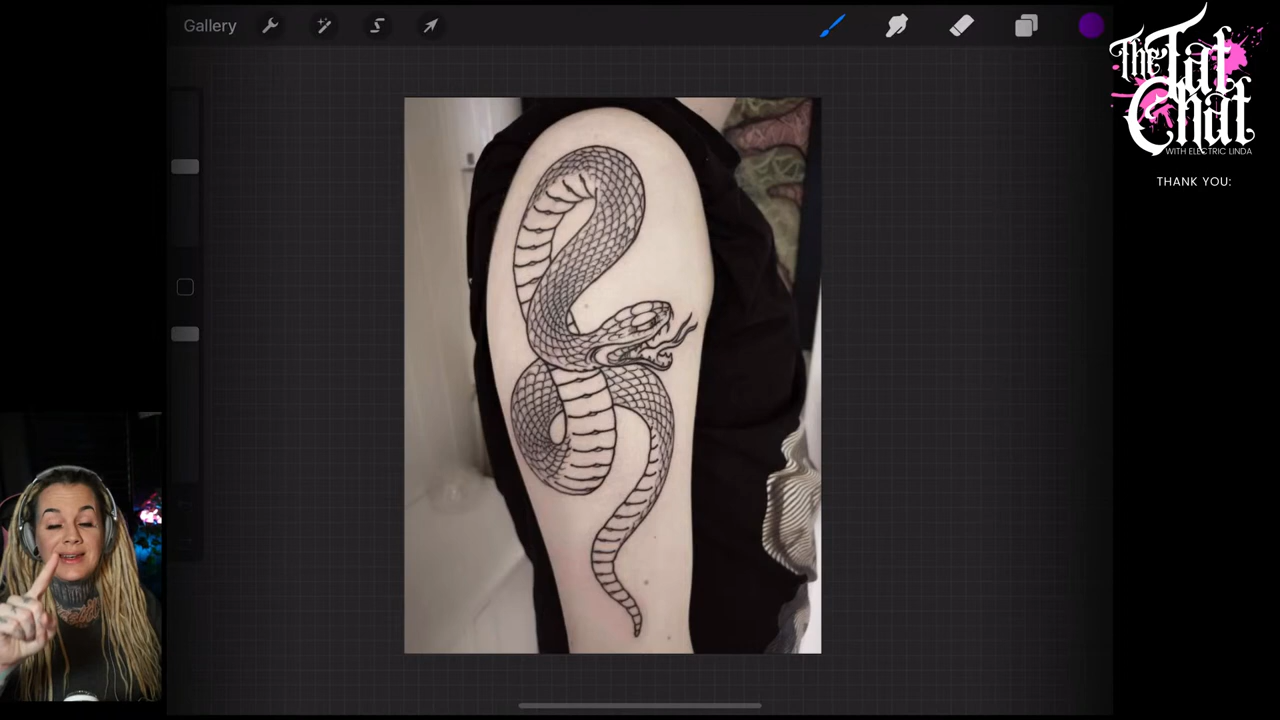 Gallery
The
Tat
Chat
WITH ELECTRIC LINDA
THANK YOU: